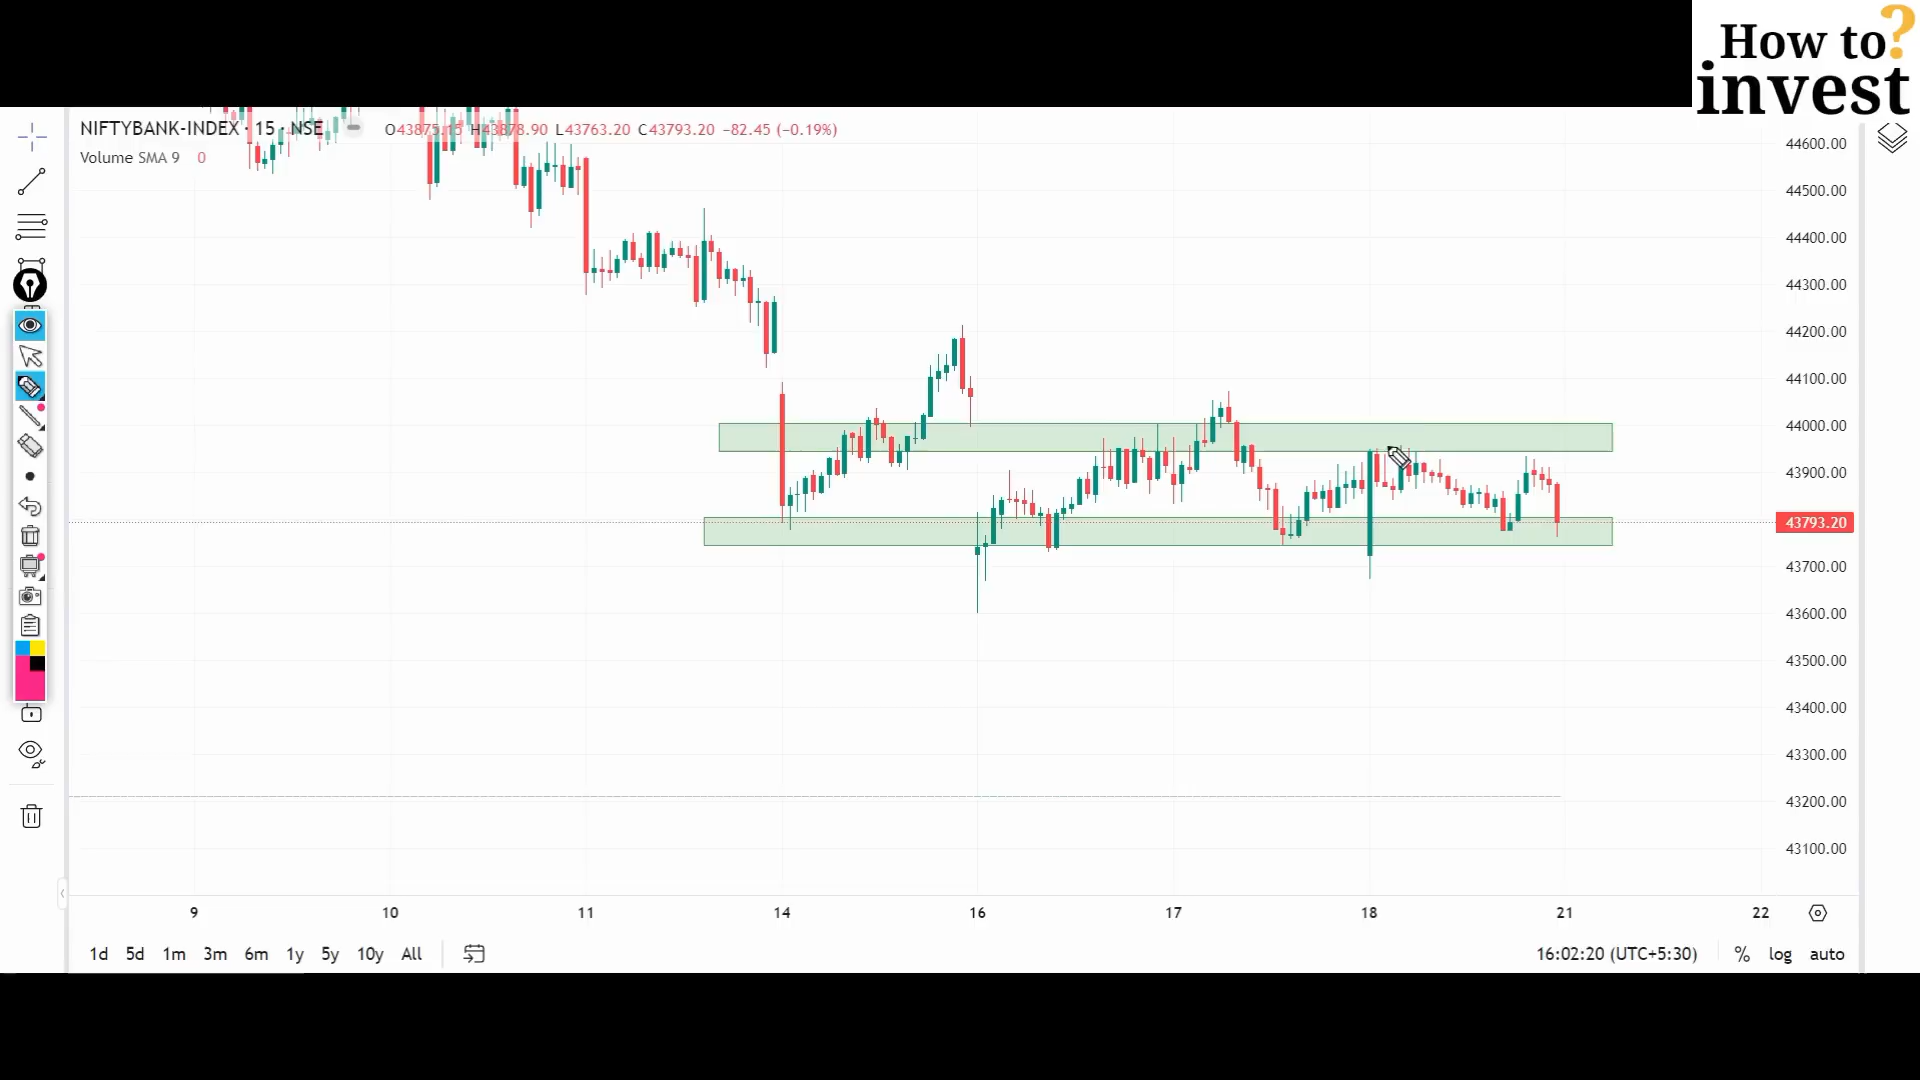 How to?
invest
NIFTYBANK-INDEX · 15 · NSE
O43875.15 H43878.90 L43763.20 C43793.20 −82.45 (−0.19%)
Volume SMA 9 0
44600.00
44500.00
44400.00
44300.00
44200.00
44100.00
44000.00
43900.00
43793.20
43700.00
43600.00
43500.00
43400.00
43300.00
43200.00
43100.00
9 10 11 14 16 17 18 21 22
1d 5d 1m 3m 6m 1y 5y 10y All
16:02:20 (UTC+5:30) % log auto